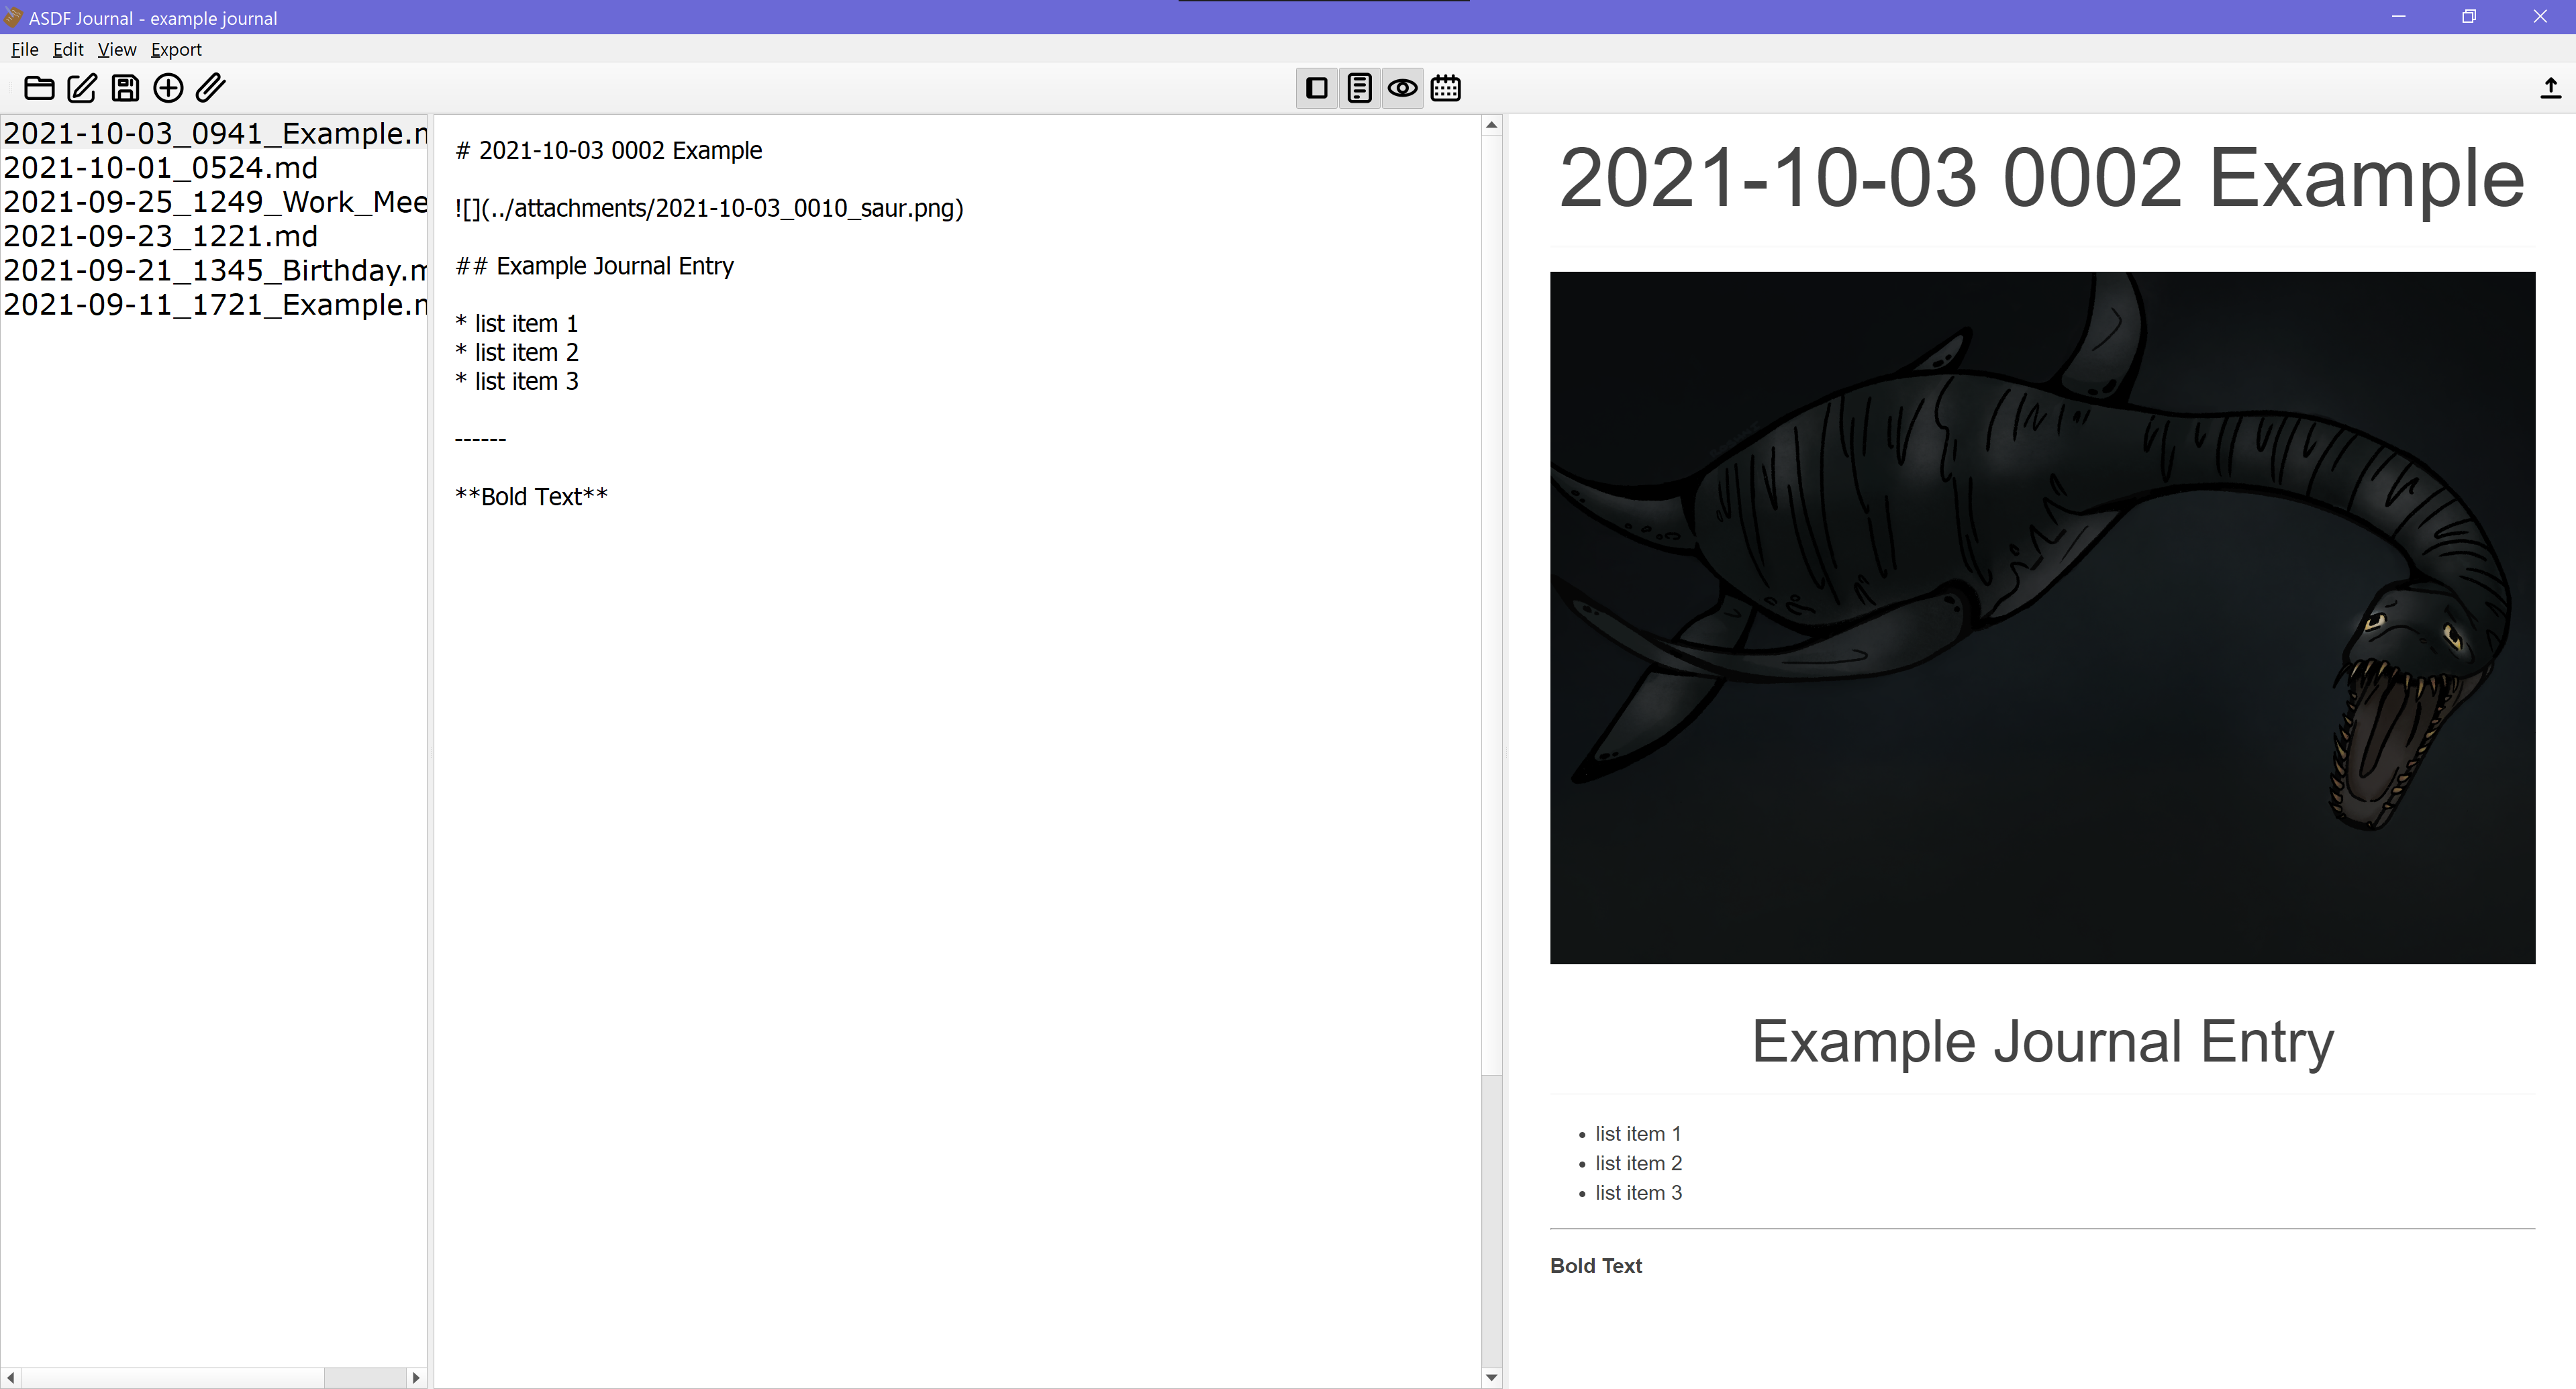 ASDF Journal - example journal
File Edit View Export
2021-10-03_0941_Example.
2021-10-01_0524.md
2021-09-25_1249_Work_Mee
2021-09-23_1221.md
2021-09-21_1345_Birthday.
2021-09-11_1721_Example.
# 2021-10-03 0002 Example
![](../attachments/2021-10-03_0010_saur.png)
## Example Journal Entry
* list item 1
* list item 2
* list item 3
------
**Bold Text**
2021-10-03 0002 Example
Example Journal Entry
• list item 1
• list item 2
• list item 3
Bold Text